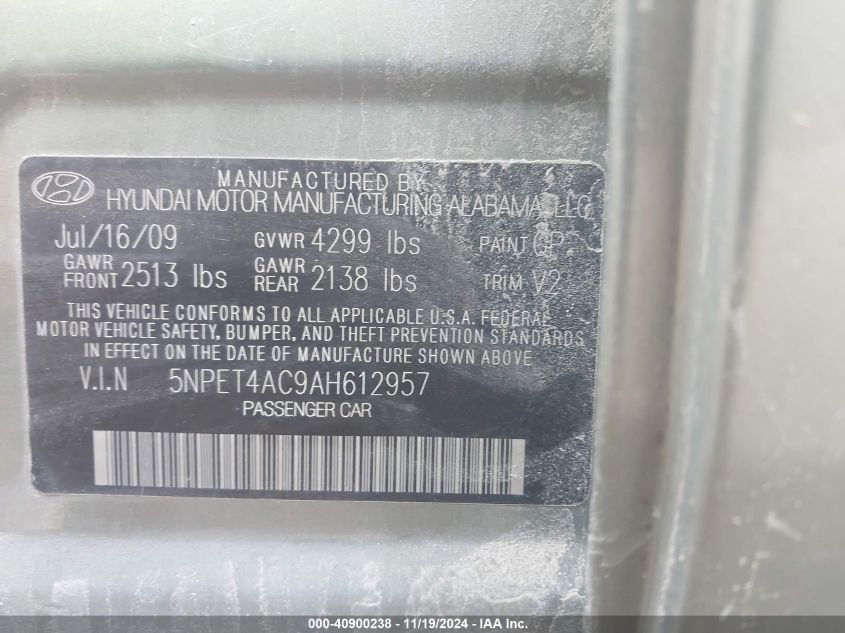 MANUFACTURED BY
HYUNDAI MOTOR MANUFACTURING ALABAMA, LLC
Jul/16/09 GVWR 4299 lbs PAINT QP
GAWR FRONT 2513 lbs GAWR REAR 2138 lbs TRIM V2
THIS VEHICLE CONFORMS TO ALL APPLICABLE U.S.A. FEDERAL
MOTOR VEHICLE SAFETY, BUMPER, AND THEFT PREVENTION STANDARDS
IN EFFECT ON THE DATE OF MANUFACTURE SHOWN ABOVE.
V.I.N 5NPET4AC9AH612957
PASSENGER CAR
000-40900238 - 11/19/2024 - IAA Inc.